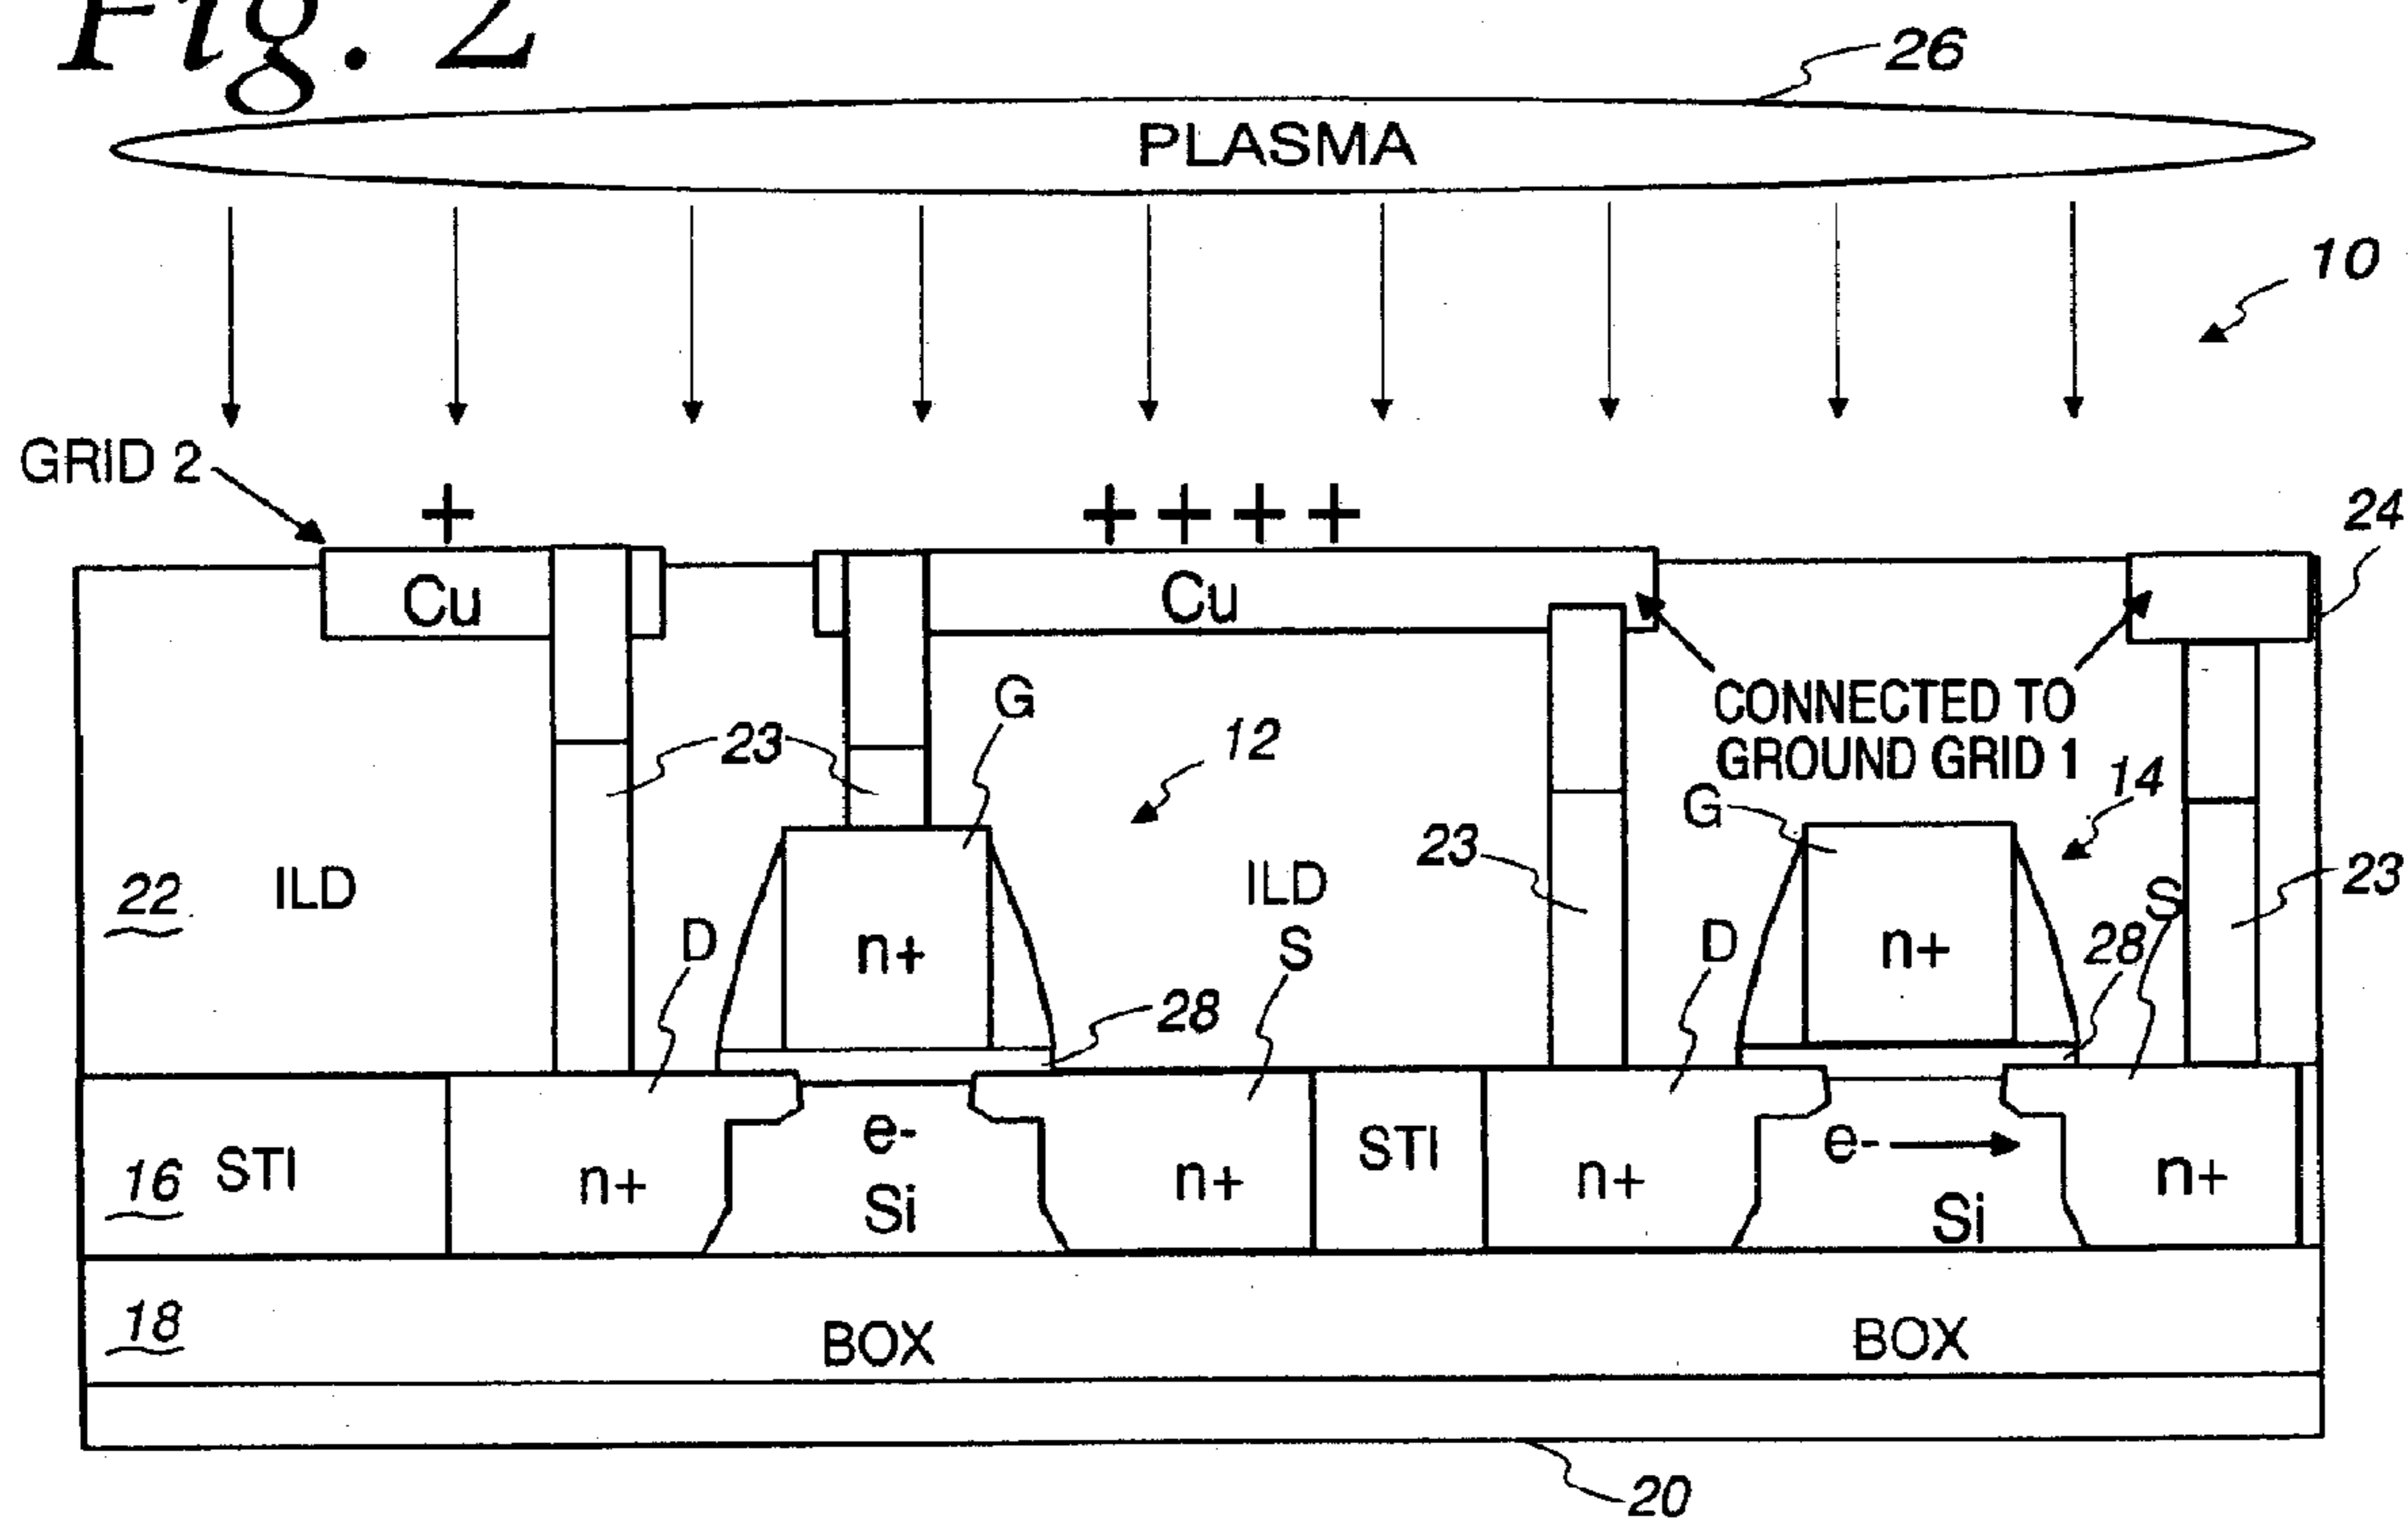 Fig. 2
26
PLASMA
10
GRID 2
+
+ + + +
24
Cu
Cu
G
23
12
CONNECTED TO
GROUND GRID 1
14
G
23
S
23
22
ILD
ILD
D
n+
S
D
n+
28
28
e-
e-
16
STI
n+
Si
n+
STI
n+
Si
n+
18
BOX
BOX
20